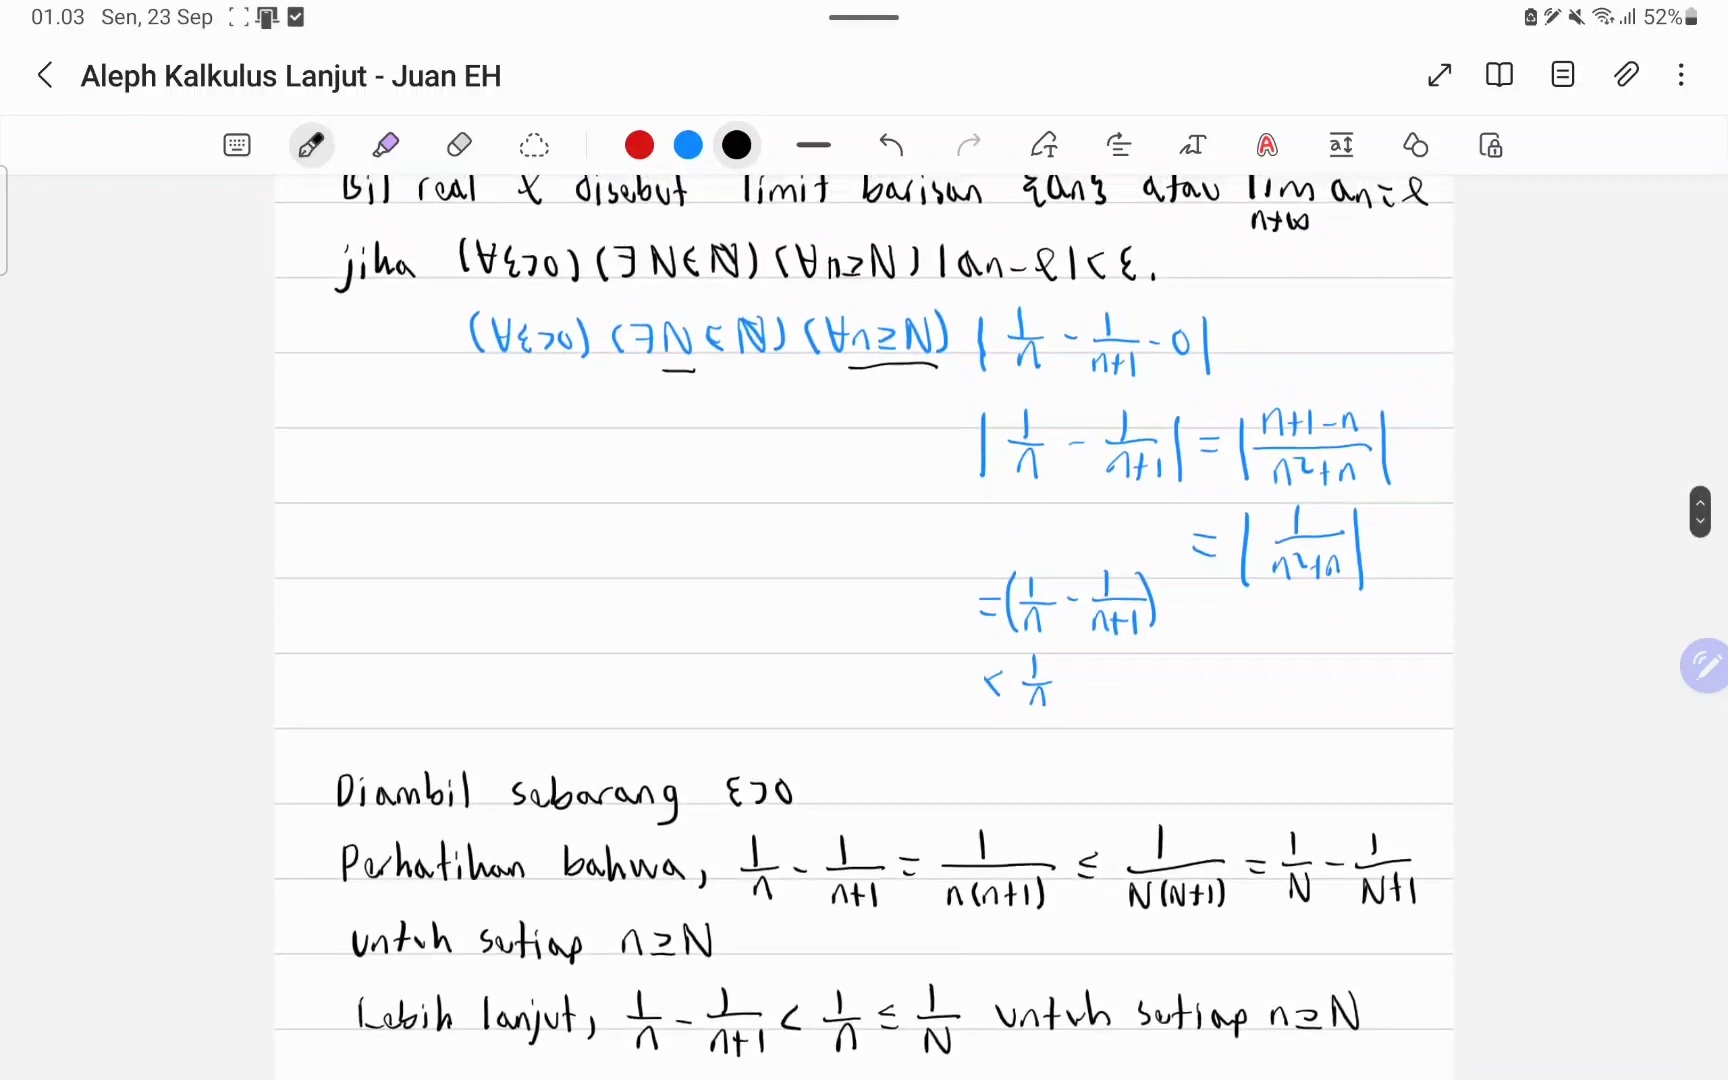 01.03 Sen, 23 Sep 52%
Aleph Kalkulus Lanjut - Juan EH
Bil real ℓ disebut limit barisan {an} atau lim n→∞ an = ℓ
jika (∀ε>0) (∃N∈ℕ) (∀n≥N) |an-ℓ|<ε.
(∀ε>0) (∃N∈ℕ) (∀n≥N) |1/n - 1/(n+1) - 0|
|1/n - 1/(n+1)| = |(n+1-n)/(n²+n)|
= |1/(n²+n)|
= (1/n - 1/(n+1))
< 1/n
Diambil sebarang ε>0
Perhatikan bahwa, 1/n - 1/(n+1) = 1/(n(n+1)) ≤ 1/(N(N+1)) = 1/N - 1/(N+1)
untuk setiap n≥N
Lebih lanjut, 1/n - 1/(n+1) < 1/n ≤ 1/N untuk setiap n≥N